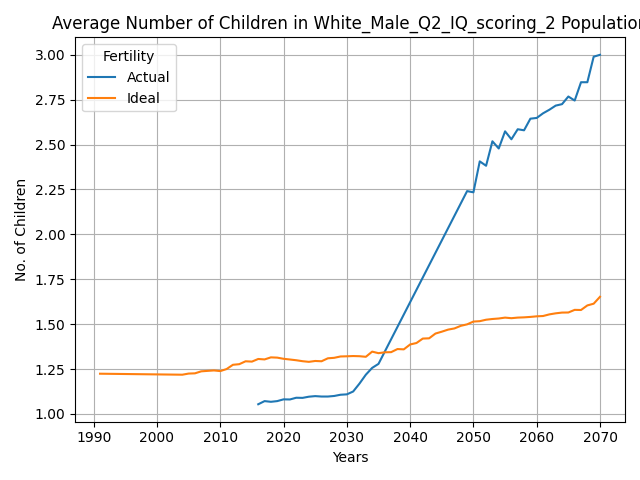 Average Number of Children in White_Male_Q2_IQ_scoring_2 Population
Fertility
Actual
Ideal
3.00
2.75
2.50
2.25
2.00
1.75
1.50
1.25
1.00
No. of Children
1990 2000 2010 2020 2030 2040 2050 2060 2070
Years